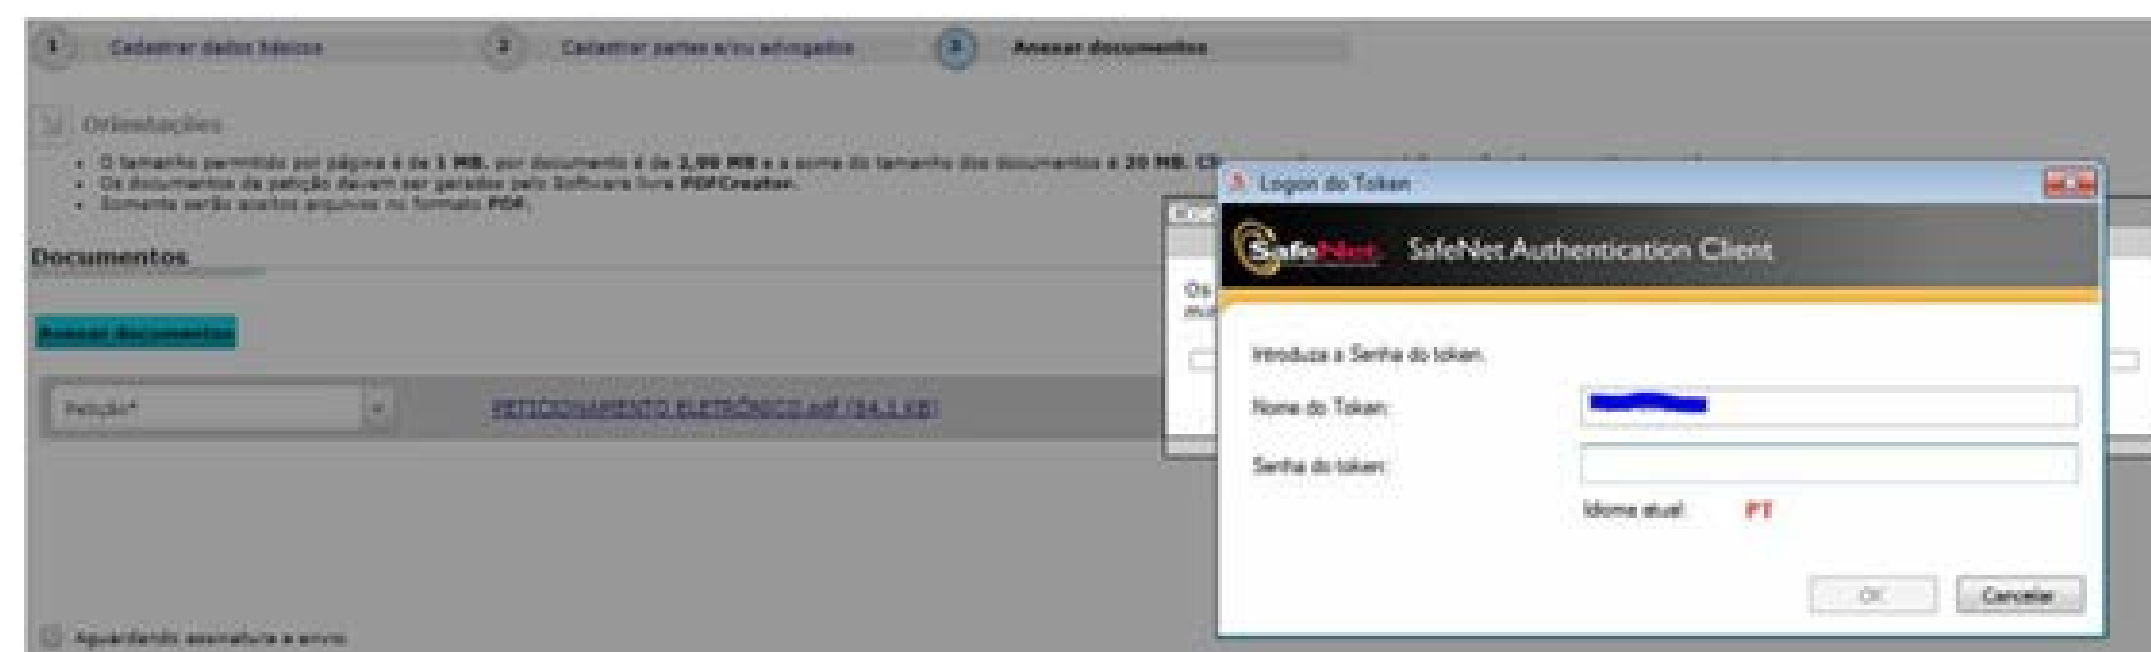 1 Cadastrar dados básicos 2 Cadastrar partes e/ou advogados 3 Anexar documentos
Orientações
O tamanho permitido por página é de 1 MB, por documento é de 2,00 MB e a soma do tamanho dos documentos é 20 MB.
Os documentos da petição devem ser gerados pelo Software livre PDFCreator.
Somente serão aceitos arquivos no formato PDF.
Documentos
Anexar documentos
Petição*
PETICIONAMENTO ELETRÔNICO.pdf (84,1 KB)
Aguardando assinatura e envio
Os
Logon do Token
SafeNet. SafeNet Authentication Client
Introduza a Senha do token.
Nome do Token:
Senha do token:
Idioma atual: PT
OK Cancelar